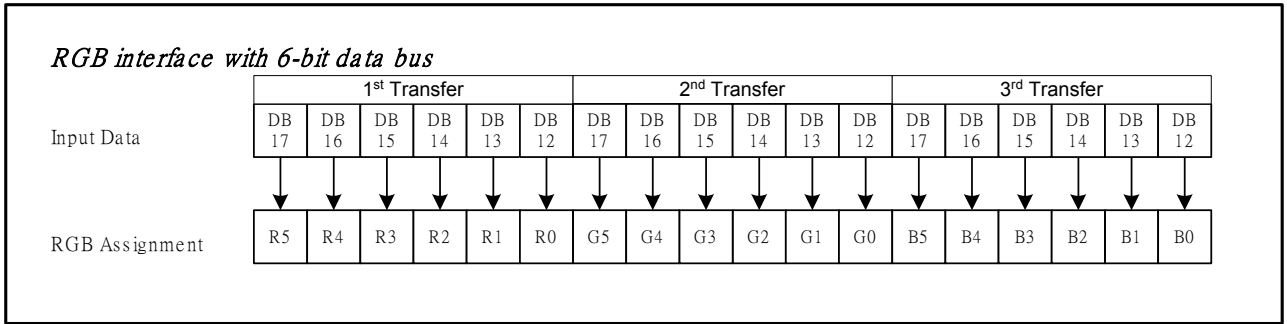 RGB interface with 6-bit data bus
1st Transfer 2nd Transfer 3rd Transfer
Input Data DB 17 DB 16 DB 15 DB 14 DB 13 DB 12 DB 17 DB 16 DB 15 DB 14 DB 13 DB 12 DB 17 DB 16 DB 15 DB 14 DB 13 DB 12
RGB Assignment R5 R4 R3 R2 R1 R0 G5 G4 G3 G2 G1 G0 B5 B4 B3 B2 B1 B0